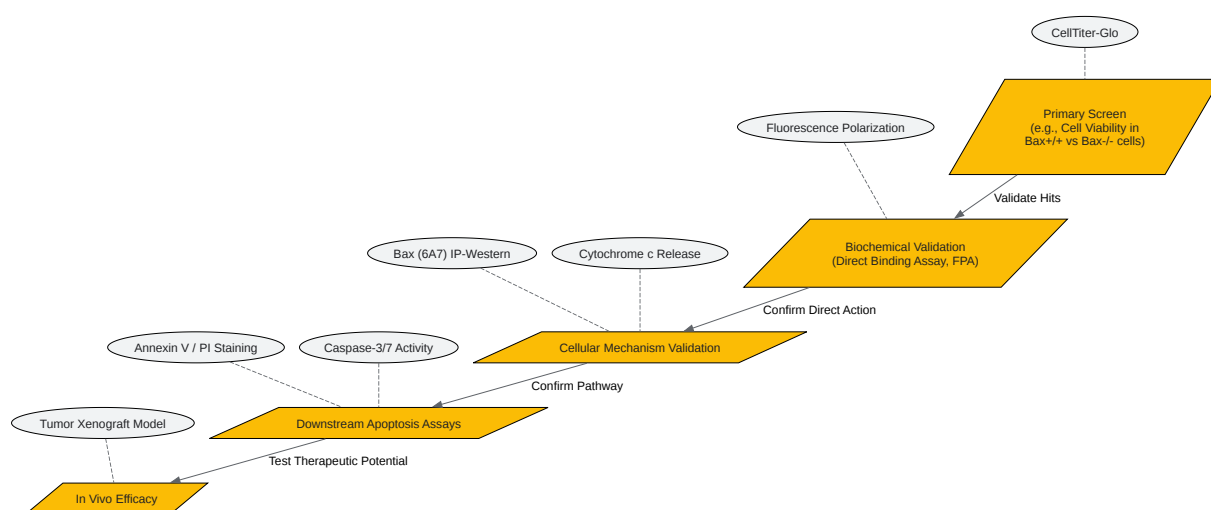 CellTiter-Glo
Primary Screen
(e.g., Cell Viability in
Bax+/+ vs Bax-/- cells)
Fluorescence Polarization
Validate Hits
Biochemical Validation
(Direct Binding Assay, FPA)
Bax (6A7) IP-Western
Cytochrome c Release
Confirm Direct Action
Cellular Mechanism Validation
Annexin V / PI Staining
Caspase-3/7 Activity
Confirm Pathway
Downstream Apoptosis Assays
Tumor Xenograft Model
Test Therapeutic Potential
In Vivo Efficacy